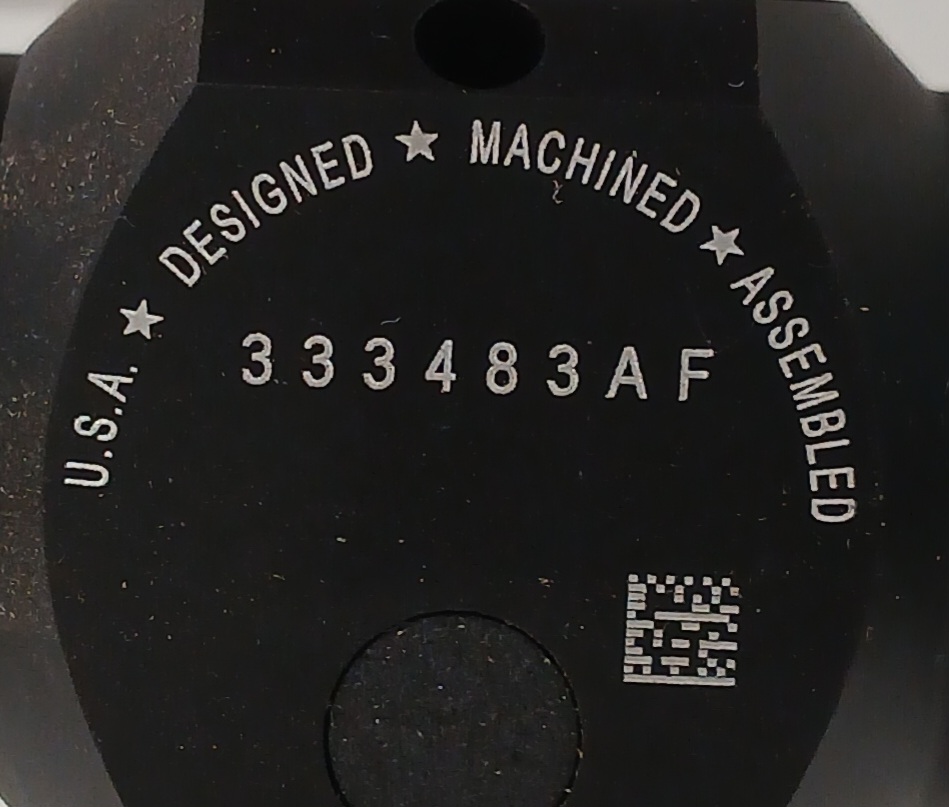 U.S.A. ★ DESIGNED ★ MACHINED ★ ASSEMBLED
333483AF